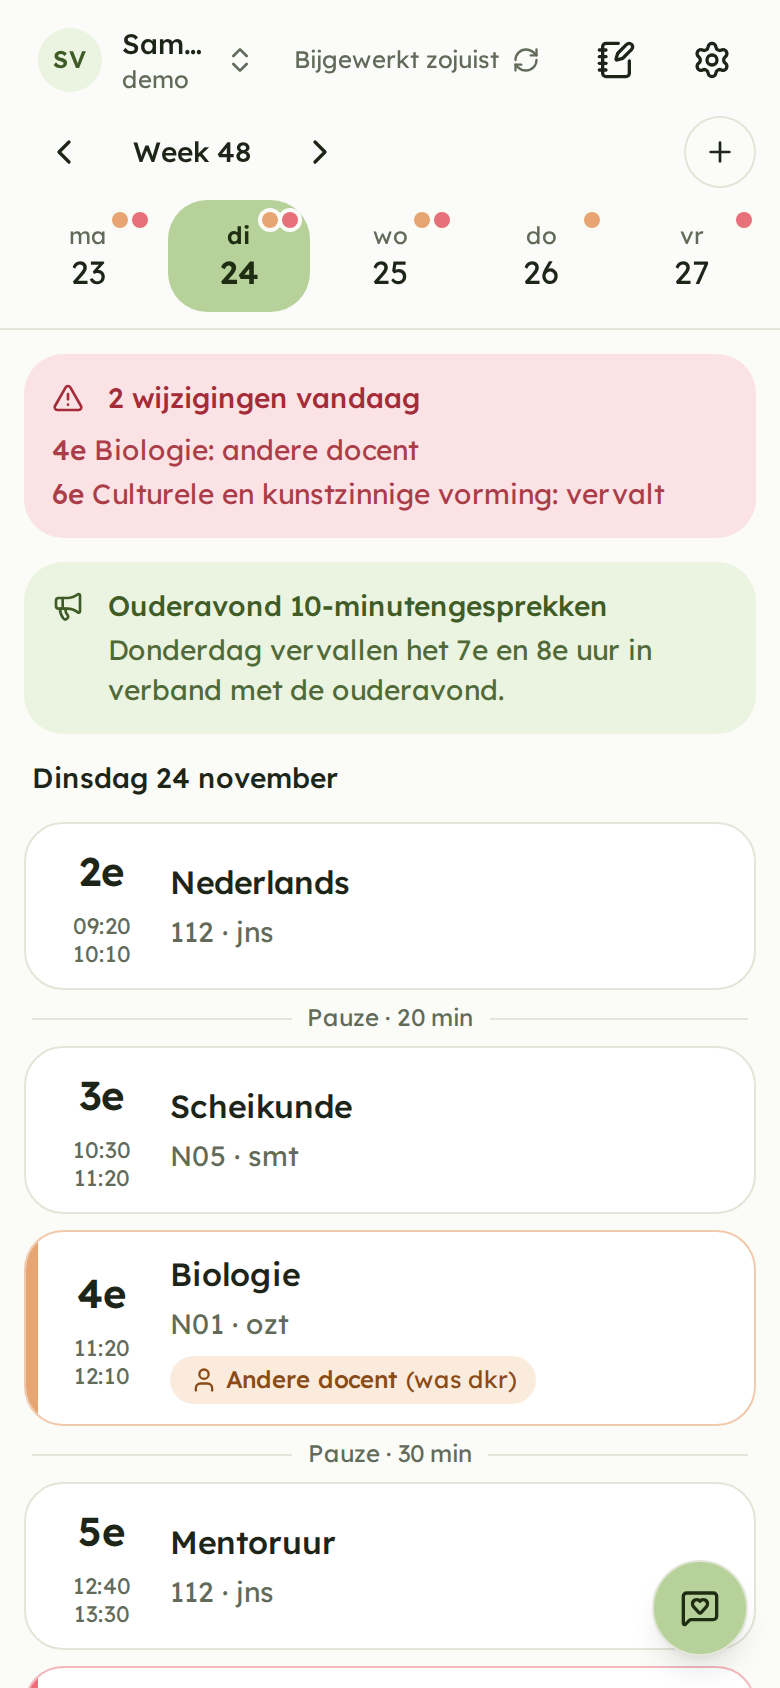 SV
Sam...
demo
Bijgewerkt zojuist
Week 48
ma
23
di
24
wo
25
do
26
vr
27
2 wijzigingen vandaag
4e Biologie: andere docent
6e Culturele en kunstzinnige vorming: vervalt
Ouderavond 10-minutengesprekken
Donderdag vervallen het 7e en 8e uur in
verband met de ouderavond.
Dinsdag 24 november
2e
09:20
10:10
Nederlands
112 · jns
Pauze · 20 min
3e
10:30
11:20
Scheikunde
N05 · smt
4e
11:20
12:10
Biologie
N01 · ozt
Andere docent (was dkr)
Pauze · 30 min
5e
12:40
13:30
Mentoruur
112 · jns